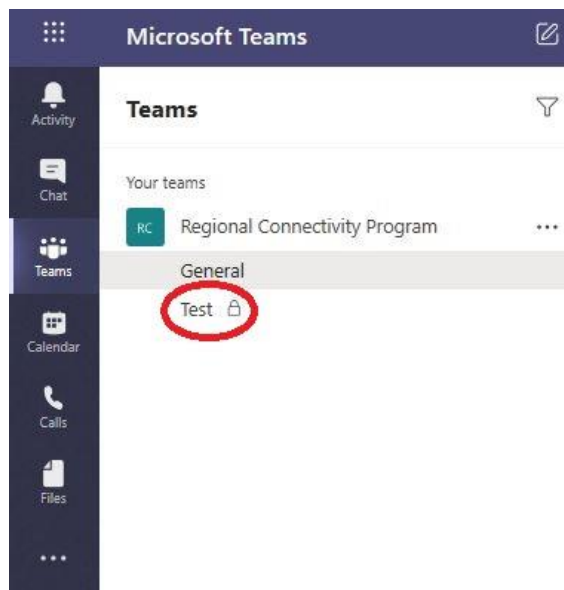 Microsoft Teams
Activity
Chat
Teams
Calendar
Calls
Files
Teams
Your teams
RC Regional Connectivity Program
General
Test